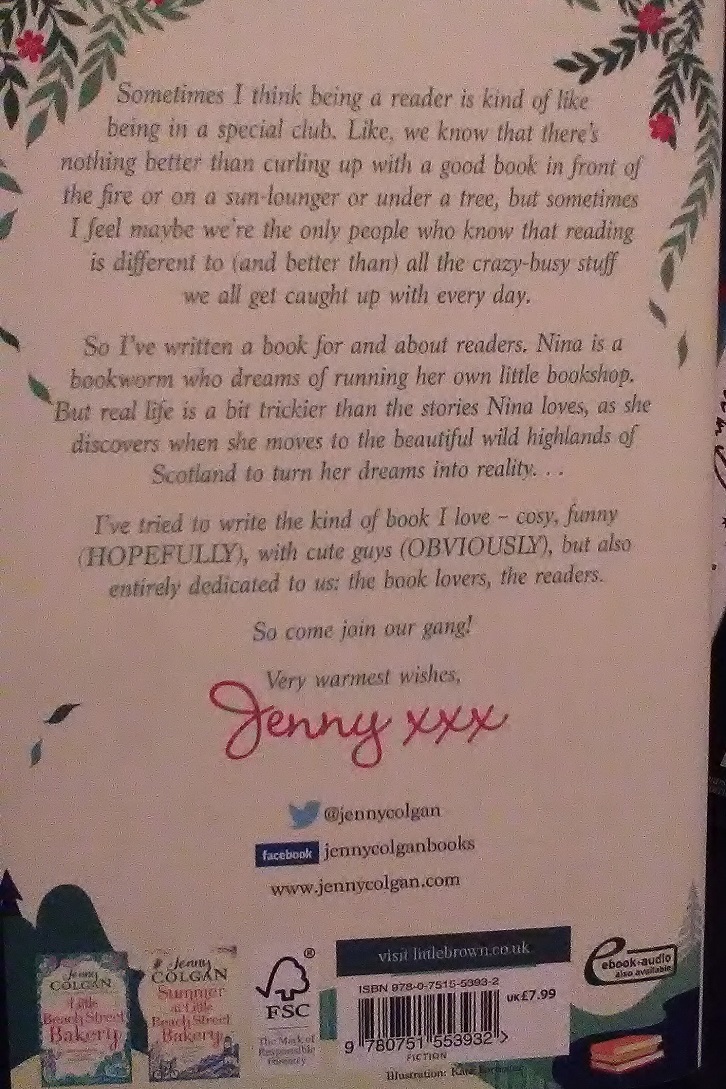 Sometimes I think being a reader is kind of like
being in a special club. Like, we know that there's
nothing better than curling up with a good book in front of
the fire or on a sun-lounger or under a tree, but sometimes
I feel maybe we're the only people who know that reading
is different to (and better than) all the crazy-busy stuff
we all get caught up with every day.
So I've written a book for and about readers. Nina is a
bookworm who dreams of running her own little bookshop.
But real life is a bit trickier than the stories Nina loves, as she
discovers when she moves to the beautiful wild highlands of
Scotland to turn her dreams into reality. . .
I've tried to write the kind of book I love – cosy, funny
(HOPEFULLY), with cute guys (OBVIOUSLY), but also
entirely dedicated to us: the book lovers, the readers.
So come join our gang!
Very warmest wishes,
Jenny xxx
@jennycolgan
facebook jennycolganbooks
www.jennycolgan.com
Jenny
COLGAN
Little
Beach Street
Bakery
Jenny
COLGAN
Summer
at Little
Beach Street
Bakery
®
FSC
The Mark of
Responsible
Forestry
visit littlebrown.co.uk
ISBN 978-0-7515-5393-2
UK£7.99
9 780751 553932 >
FICTION
Illustration: Kate
ebook-audio
also available